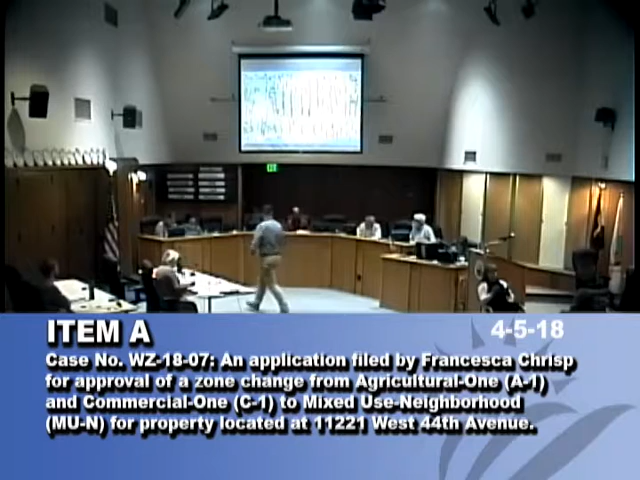 ITEM A
4-5-18
Case No. WZ-18-07: An application filed by Francesca Chrisp
for approval of a zone change from Agricultural-One (A-1)
and Commercial-One (C-1) to Mixed Use-Neighborhood
(MU-N) for property located at 11221 West 44th Avenue.